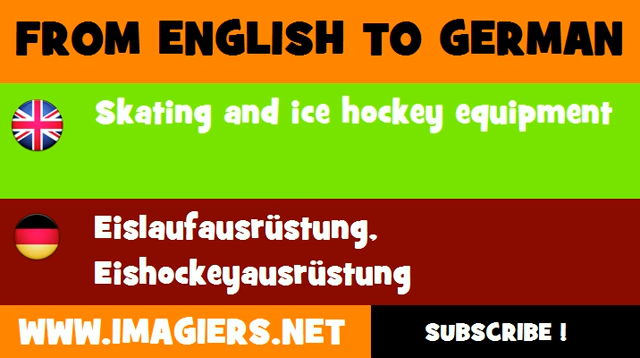 FROM ENGLISH TO GERMAN
Skating and ice hockey equipment
Eislaufausrüstung,
Eishockeyausrüstung
WWW.IMAGIERS.NET
SUBSCRIBE !